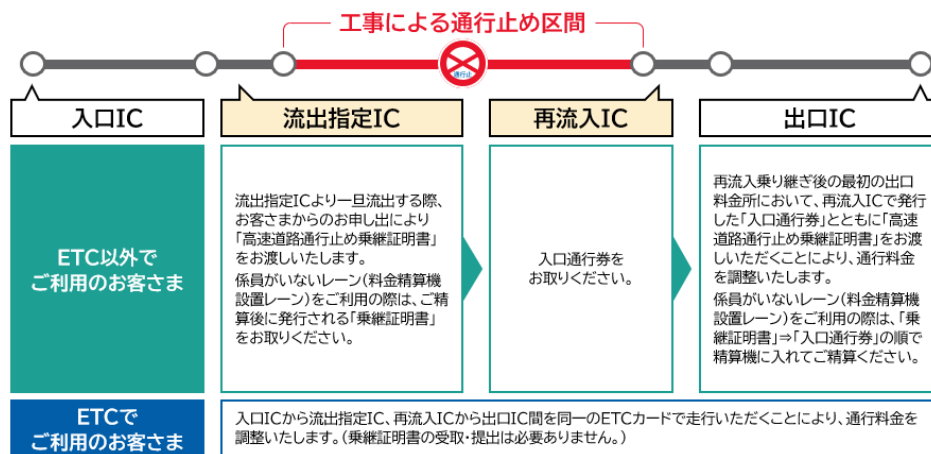 工事による通行止め区間
通行止
入口IC
流出指定IC
再流入IC
出口IC
ETC以外で
ご利用のお客さま
流出指定ICより一旦流出する際、
お客さまからのお申し出により
「高速道路通行止め乗継証明書」
をお渡しいたします。
係員がいないレーン(料金精算機
設置レーン)をご利用の際は、ご精
算後に発行される「乗継証明書」
をお取りください。
入口通行券を
お取りください。
再流入乗り継ぎ後の最初の出口
料金所において、再流入ICで発行
した「入口通行券」とともに「高速
道路通行止め乗継証明書」をお渡
しいただくことにより、通行料金
を調整いたします。
係員がいないレーン(料金精算機
設置レーン)をご利用の際は、「乗
継証明書」⇒「入口通行券」の順で
精算機に入れてご精算ください。
ETCで
ご利用のお客さま
入口ICから流出指定IC、再流入ICから出口IC間を同一のETCカードで走行いただくことにより、通行料金を
調整いたします。(乗継証明書の受取・提出は必要ありません。)